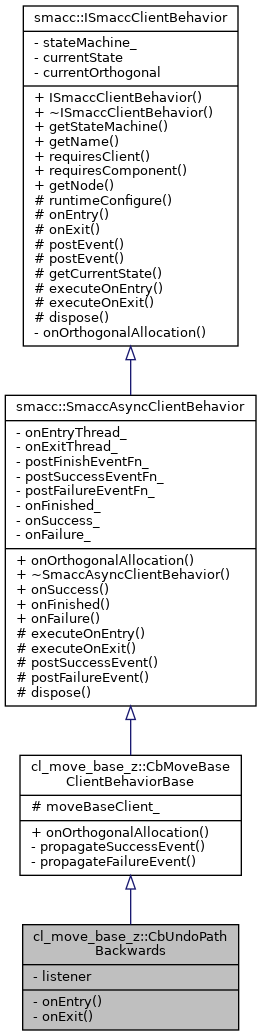 smacc::ISmaccClientBehavior
- stateMachine_
- currentState
- currentOrthogonal
+ ISmaccClientBehavior()
+ ~ISmaccClientBehavior()
+ getStateMachine()
+ getName()
+ requiresClient()
+ requiresComponent()
+ getNode()
# runtimeConfigure()
# onEntry()
# onExit()
# postEvent()
# postEvent()
# getCurrentState()
# executeOnEntry()
# executeOnExit()
# dispose()
- onOrthogonalAllocation()
smacc::SmaccAsyncClientBehavior
- onEntryThread_
- onExitThread_
- postFinishEventFn_
- postSuccessEventFn_
- postFailureEventFn_
- onFinished_
- onSuccess_
- onFailure_
+ onOrthogonalAllocation()
+ ~SmaccAsyncClientBehavior()
+ onSuccess()
+ onFinished()
+ onFailure()
# executeOnEntry()
# executeOnExit()
# postSuccessEvent()
# postFailureEvent()
# dispose()
cl_move_base_z::CbMoveBase
ClientBehaviorBase
# moveBaseClient_
+ onOrthogonalAllocation()
- propagateSuccessEvent()
- propagateFailureEvent()
cl_move_base_z::CbUndoPath
Backwards
- listener
- onEntry()
- onExit()